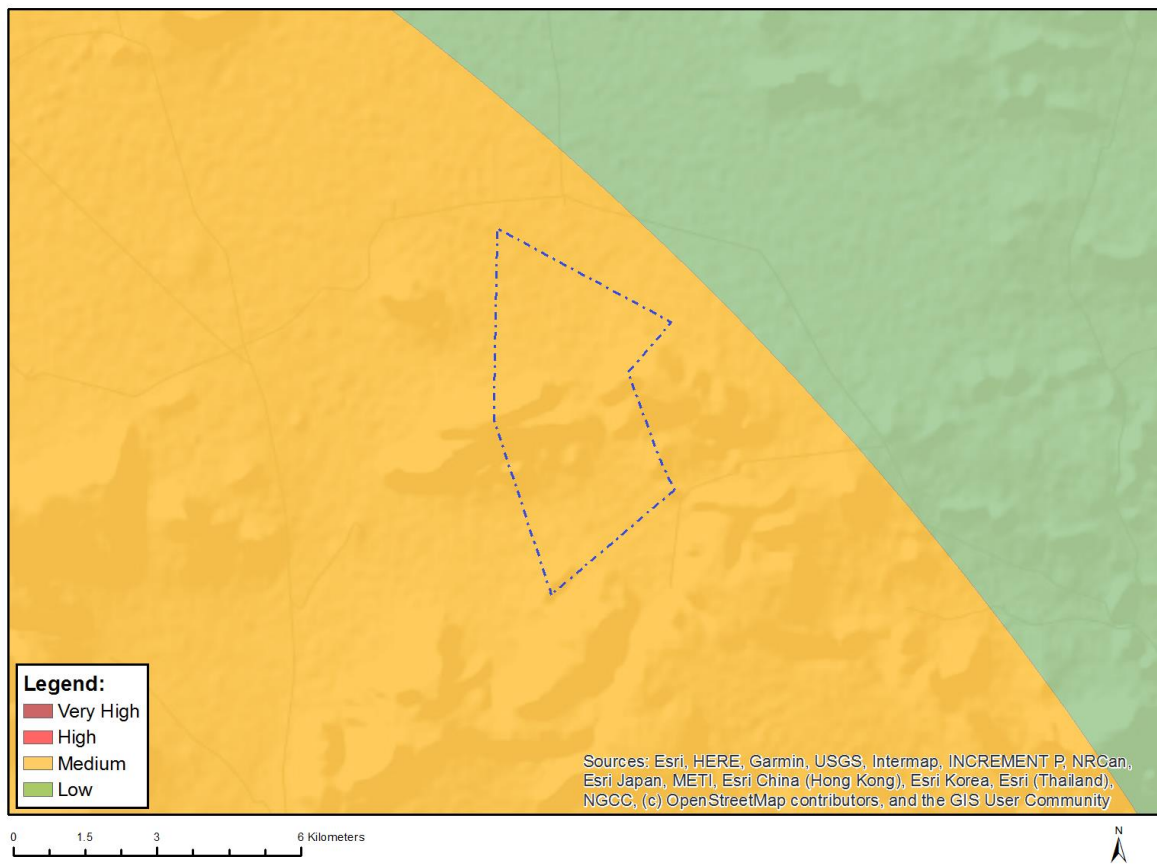 Legend:
Very High
High
Medium
Low
Sources: Esri, HERE, Garmin, USGS, Intermap, INCREMENT P, NRCan,
Esri Japan, METI, Esri China (Hong Kong), Esri Korea, Esri (Thailand),
NGCC, (c) OpenStreetMap contributors, and the GIS User Community
0 1.5 3 6 Kilometers
N